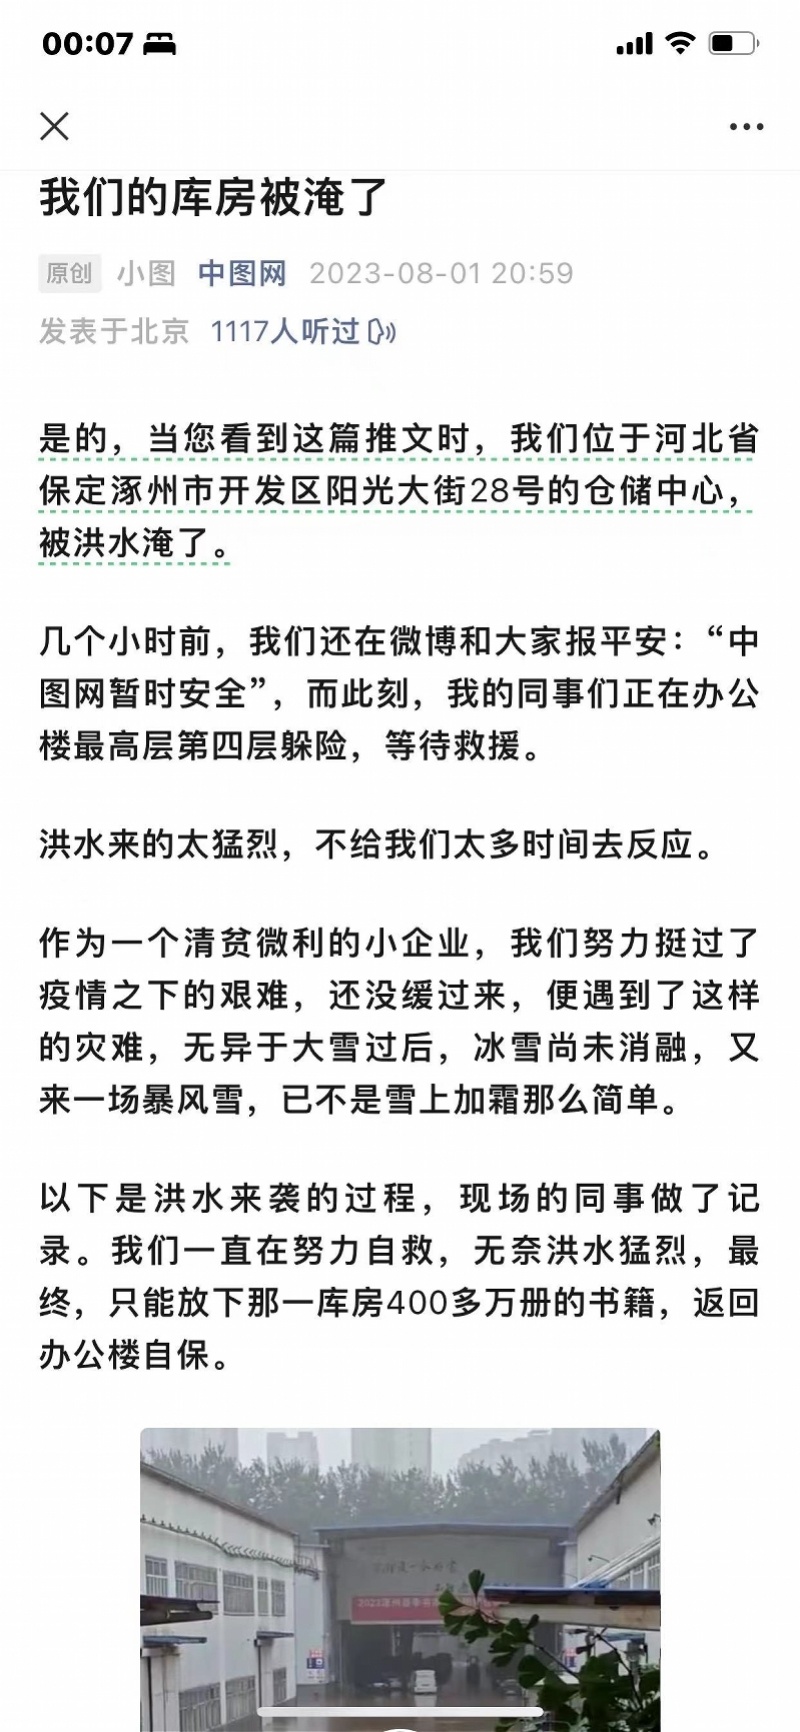 00:07
我们的库房被淹了
原创 小图 中图网 2023-08-01 20:59
发表于北京 1117人听过
是的，当您看到这篇推文时，我们位于河北省
保定涿州市开发区阳光大街28号的仓储中心，
被洪水淹了。
几个小时前，我们还在微博和大家报平安：“中
图网暂时安全”，而此刻，我的同事们正在办公
楼最高层第四层躲险，等待救援。
洪水来的太猛烈，不给我们太多时间去反应。
作为一个清贫微利的小企业，我们努力挺过了
疫情之下的艰难，还没缓过来，便遇到了这样
的灾难，无异于大雪过后，冰雪尚未消融，又
来一场暴风雪，已不是雪上加霜那么简单。
以下是洪水来袭的过程，现场的同事做了记
录。我们一直在努力自救，无奈洪水猛烈，最
终，只能放下那一库房400多万册的书籍，返回
办公楼自保。